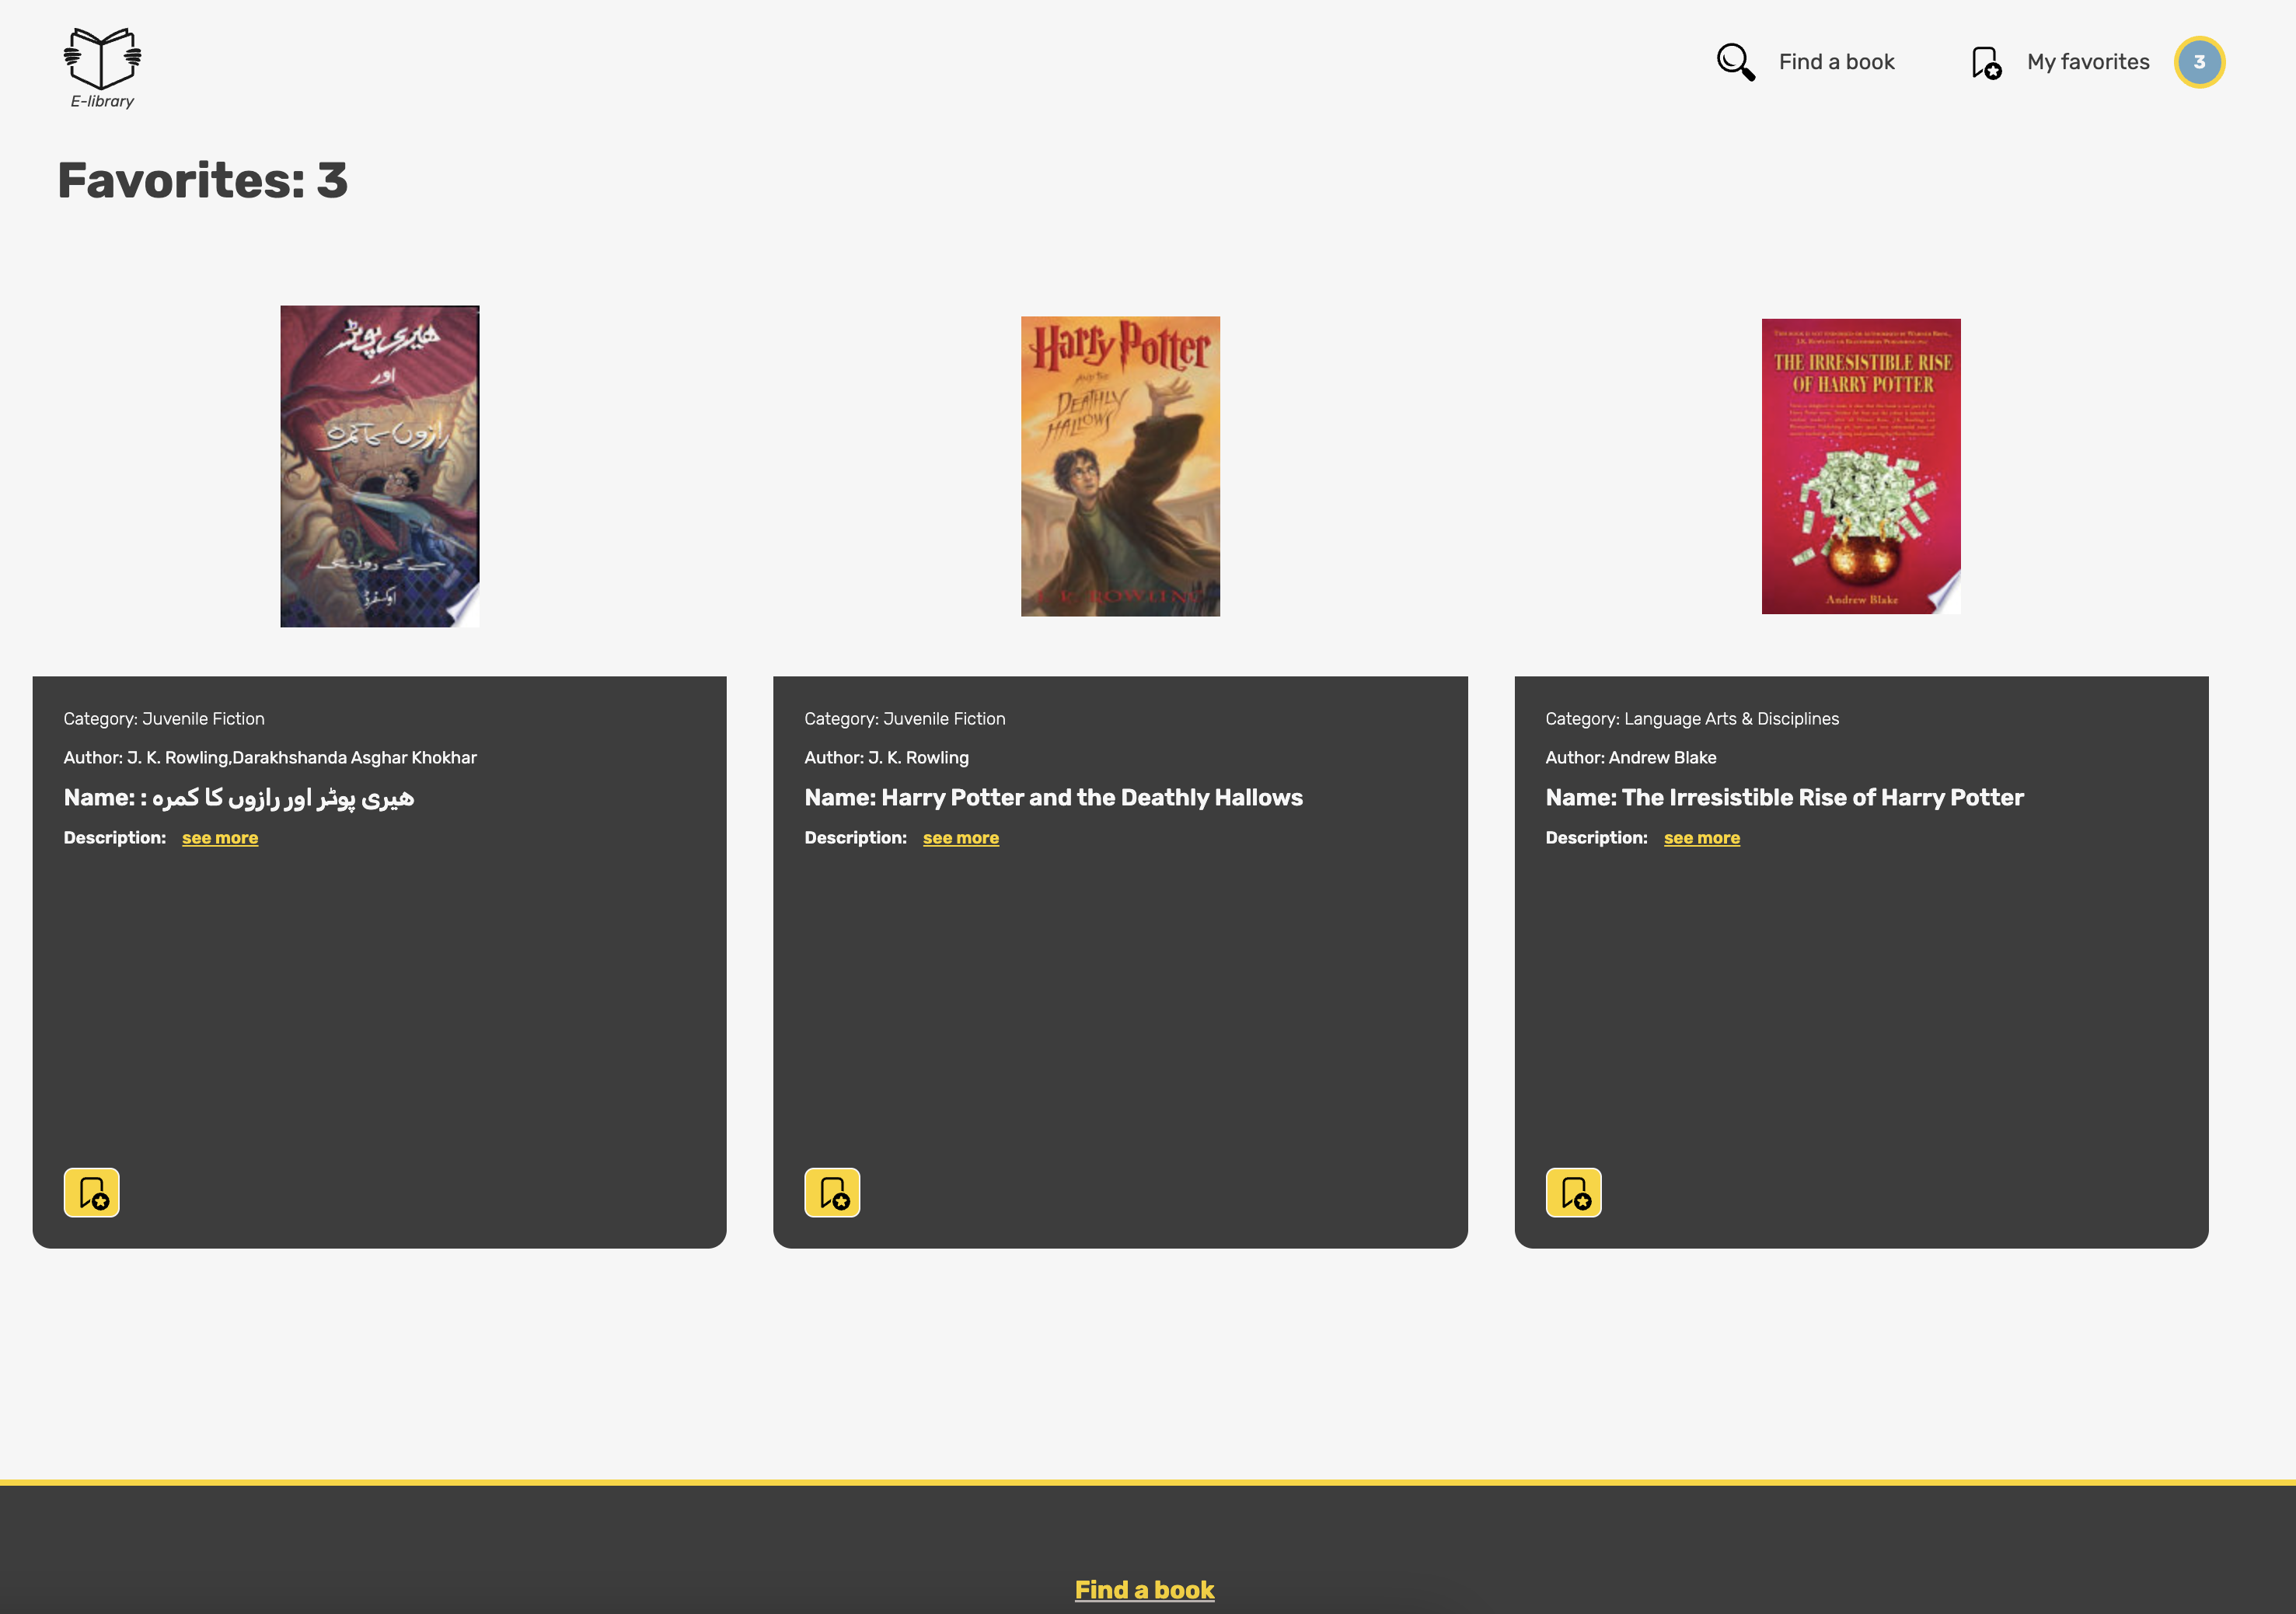 E-library
Find a book
My favorites
3
Favorites: 3
ھیری پوٹر
اور
رازوں کا کمرہ
جے کے رولنگ
اوکسفرڈ
Harry Potter
AND THE
DEATHLY
HALLOWS
J. K. ROWLING
THE IRRESISTIBLE RISE
OF HARRY POTTER
Andrew Blake
Category: Juvenile Fiction
Author: J. K. Rowling,Darakhshanda Asghar Khokhar
Name: : ھیری پوٹر اور رازوں کا کمرہ
Description: see more
Category: Juvenile Fiction
Author: J. K. Rowling
Name: Harry Potter and the Deathly Hallows
Description: see more
Category: Language Arts & Disciplines
Author: Andrew Blake
Name: The Irresistible Rise of Harry Potter
Description: see more
Find a book